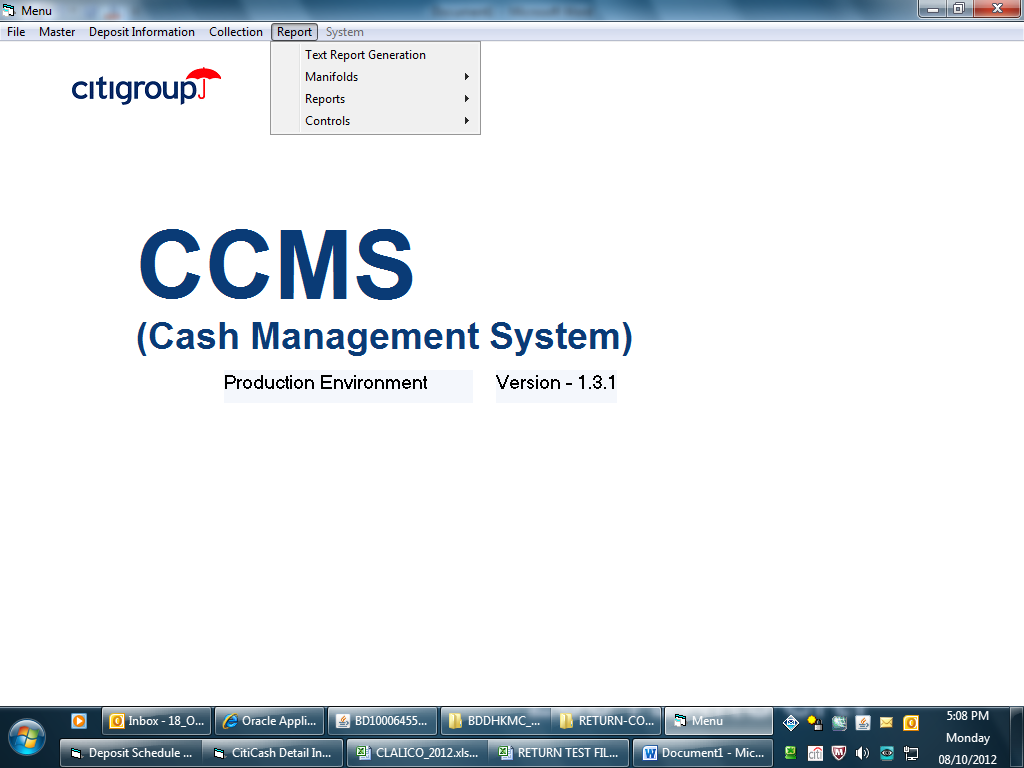 Menu
File Master Deposit Information Collection Report System
Text Report Generation
Manifolds
Reports
Controls
citigroup
CCMS
(Cash Management System)
Production Environment Version - 1.3.1
Inbox - 18_O... Oracle Appli... BD10006455... BDDHKMC_... RETURN-CO... Menu
5:08 PM
Monday
Deposit Schedule ... CitiCash Detail In... CLALICO_2012.xls... RETURN TEST FIL... Document1 - Mic...
citi
08/10/2012